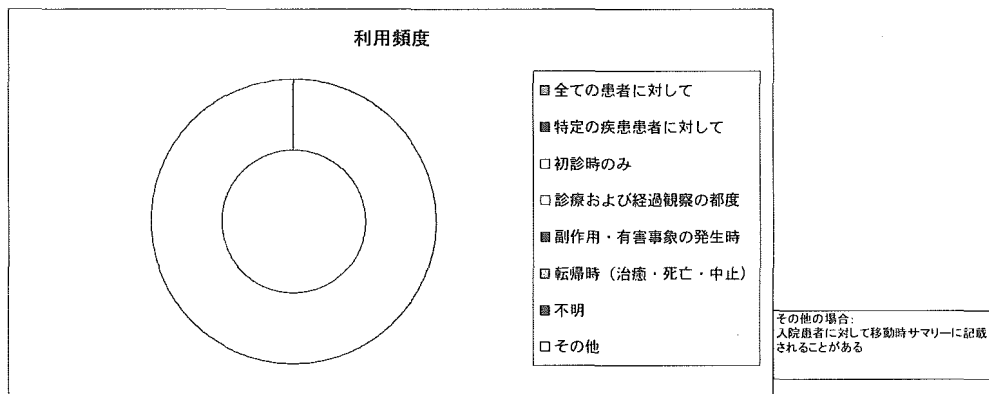 利用頻度
全ての患者に対して
特定の疾患患者に対して
初診時のみ
診療および経過観察の都度
副作用・有害事象の発生時
転帰時（治癒・死亡・中止）
不明
その他
その他の場合:
入院患者に対して移動時サマリーに記載
されることがある